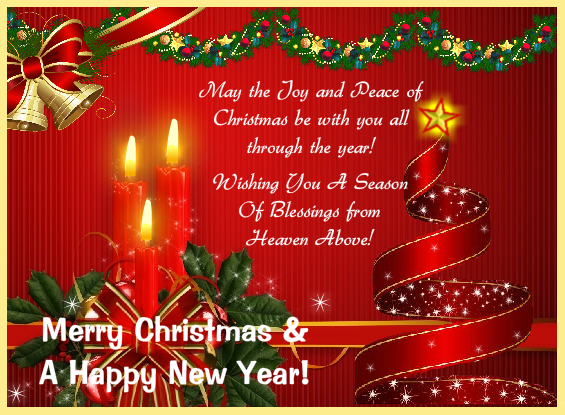 May the Joy and Peace of
Christmas be with you all
through the year!
Wishing You A Season
Of Blessings from
Heaven Above!
Merry Christmas &
A Happy New Year!